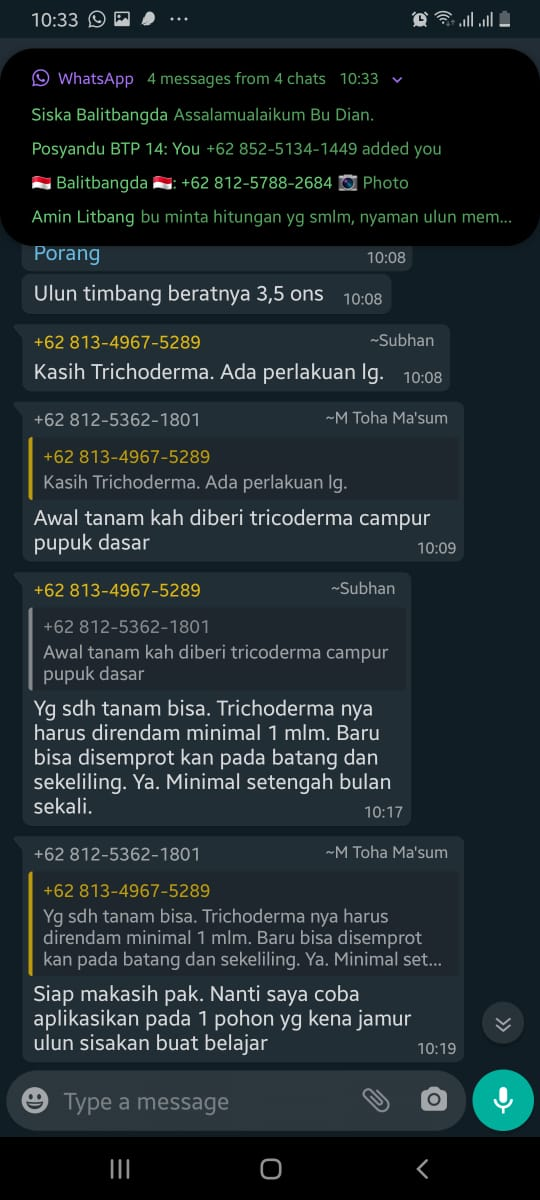 10:33
WhatsApp 4 messages from 4 chats 10:33
Siska Balitbangda Assalamualaikum Bu Dian.
Posyandu BTP 14: You +62 852-5134-1449 added you
🇮🇩 Balitbangda 🇮🇩: +62 812-5788-2684 📷 Photo
Amin Litbang bu minta hitungan yg smlm, nyaman ulun mem...
Porang
10:08
Ulun timbang beratnya 3,5 ons 10:08
+62 813-4967-5289 ~Subhan
Kasih Trichoderma. Ada perlakuan lg. 10:08
+62 812-5362-1801 ~M Toha Ma'sum
+62 813-4967-5289
Kasih Trichoderma. Ada perlakuan lg.
Awal tanam kah diberi tricoderma campur
pupuk dasar
10:09
+62 813-4967-5289 ~Subhan
+62 812-5362-1801
Awal tanam kah diberi tricoderma campur
pupuk dasar
Yg sdh tanam bisa. Trichoderma nya
harus direndam minimal 1 mlm. Baru
bisa disemprot kan pada batang dan
sekeliling. Ya. Minimal setengah bulan
sekali.
10:17
+62 812-5362-1801 ~M Toha Ma'sum
+62 813-4967-5289
Yg sdh tanam bisa. Trichoderma nya harus
direndam minimal 1 mlm. Baru bisa disemprot
kan pada batang dan sekeliling. Ya. Minimal set...
Siap makasih pak. Nanti saya coba
aplikasikan pada 1 pohon yg kena jamur
ulun sisakan buat belajar
10:19
Type a message